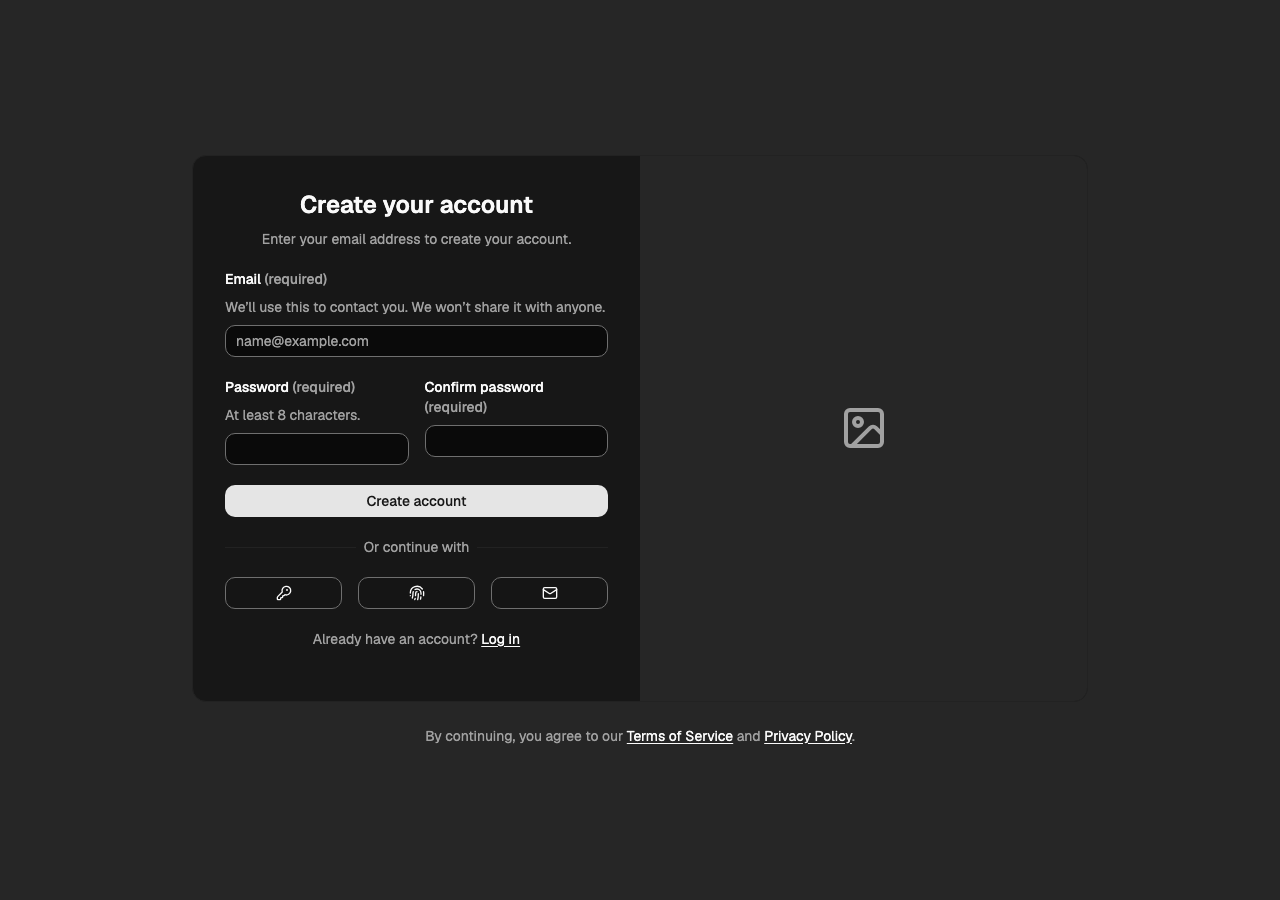 Create your account
Enter your email address to create your account.
Email (required)
We’ll use this to contact you. We won’t share it with anyone.
name@example.com
Password (required)
At least 8 characters.
Confirm password
(required)
Create account
Or continue with
Already have an account? Log in
By continuing, you agree to our Terms of Service and Privacy Policy.